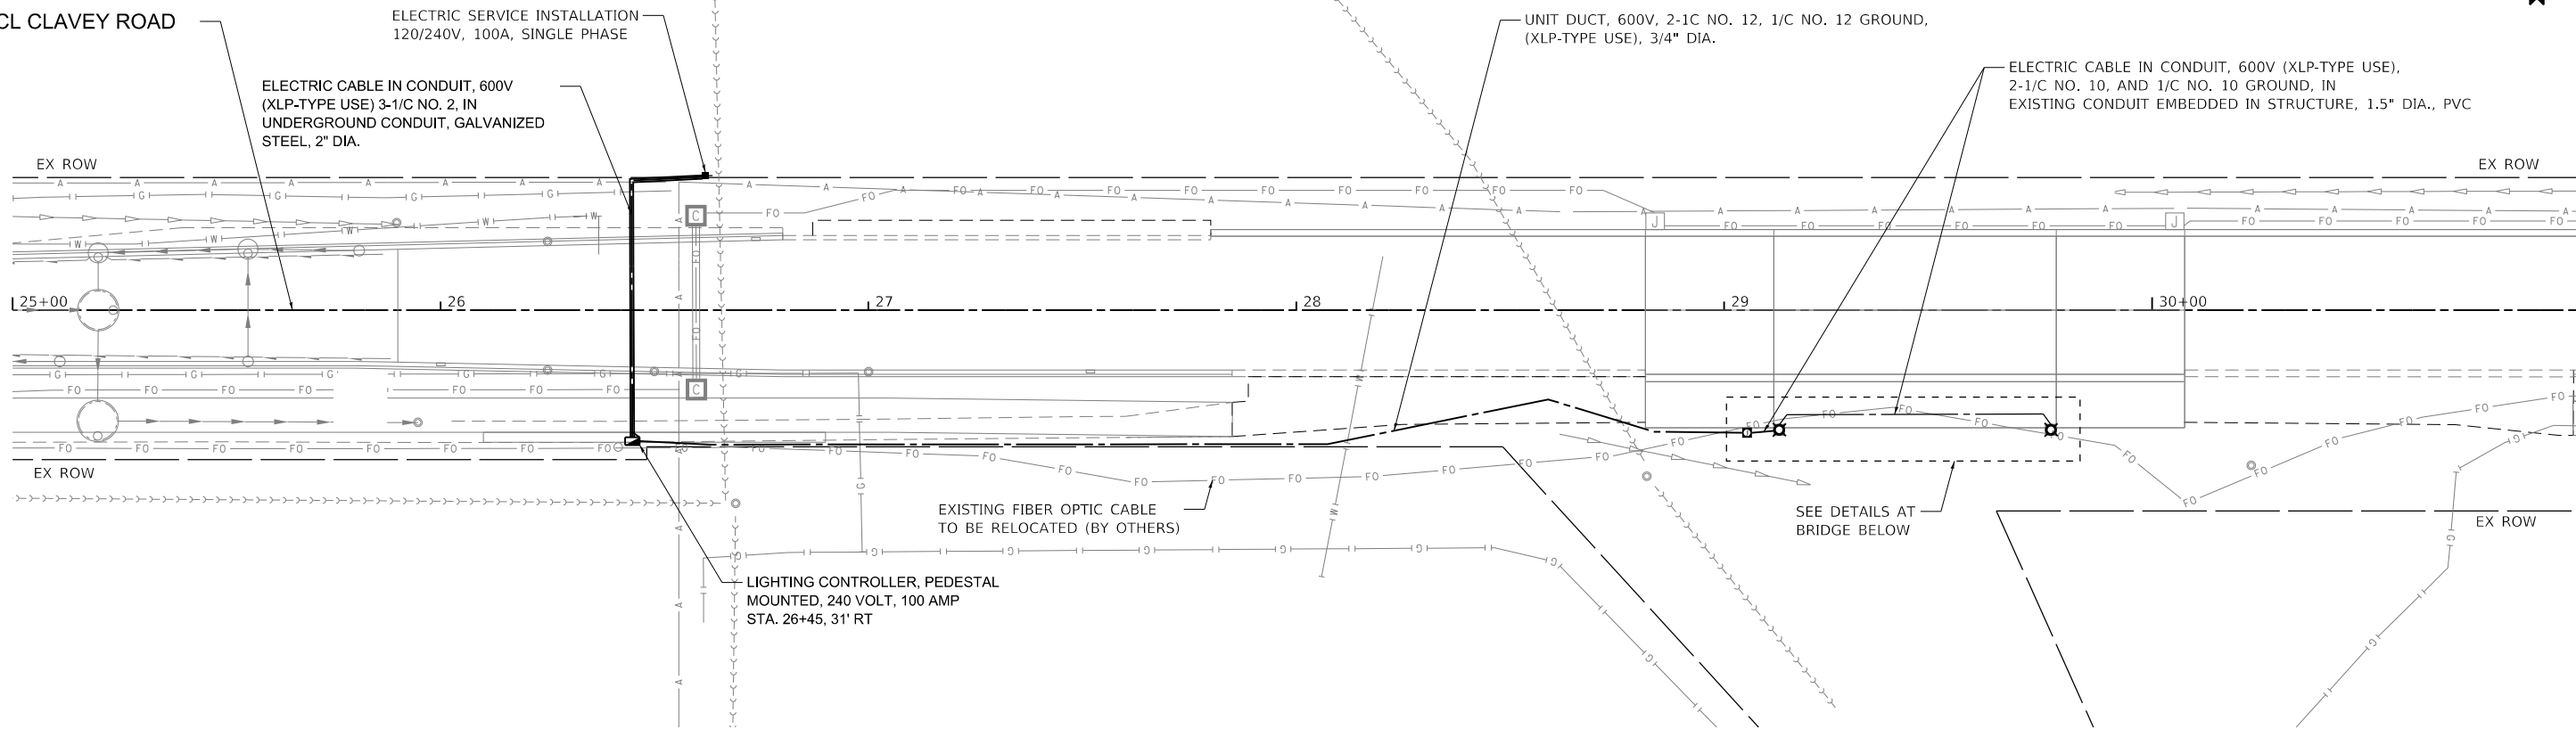 CL CLAVEY ROAD
ELECTRIC SERVICE INSTALLATION
120/240V, 100A, SINGLE PHASE
UNIT DUCT, 600V, 2-1C NO. 12, 1/C NO. 12 GROUND,
(XLP-TYPE USE), 3/4" DIA.
ELECTRIC CABLE IN CONDUIT, 600V
(XLP-TYPE USE) 3-1/C NO. 2, IN
UNDERGROUND CONDUIT, GALVANIZED
STEEL, 2" DIA.
ELECTRIC CABLE IN CONDUIT, 600V (XLP-TYPE USE),
2-1/C NO. 10, AND 1/C NO. 10 GROUND, IN
EXISTING CONDUIT EMBEDDED IN STRUCTURE, 1.5" DIA., PVC
EX ROW
EX ROW
C
J
J
25+00
26
27
28
29
30+00
C
EX ROW
EXISTING FIBER OPTIC CABLE
TO BE RELOCATED (BY OTHERS)
SEE DETAILS AT
BRIDGE BELOW
EX ROW
LIGHTING CONTROLLER, PEDESTAL
MOUNTED, 240 VOLT, 100 AMP
STA. 26+45, 31' RT